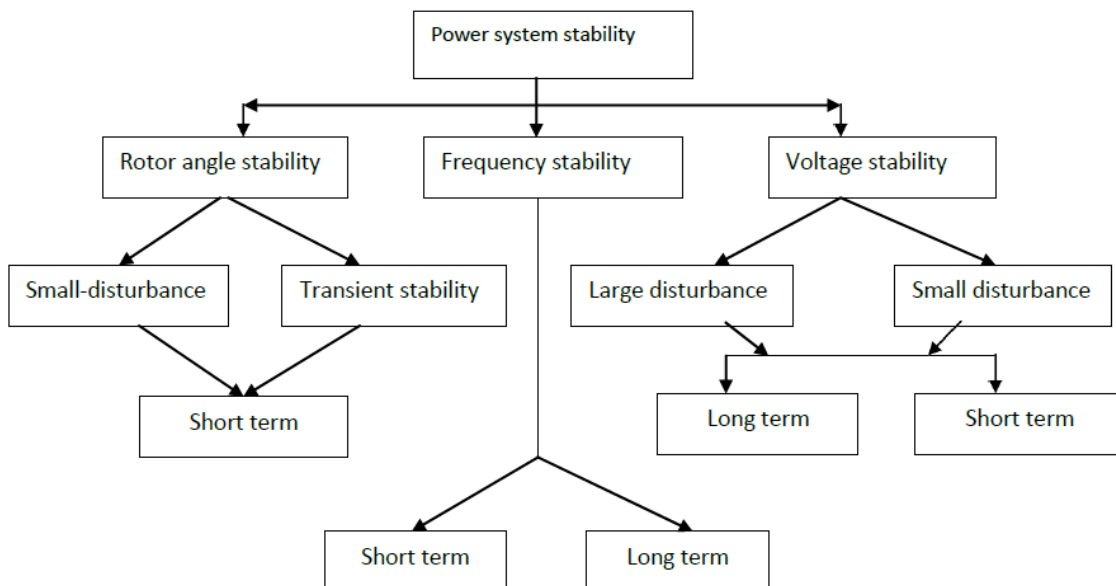 Power system stability
Rotor angle stability
Frequency stability
Voltage stability
Small-disturbance
Transient stability
Large disturbance
Small disturbance
Short term
Long term
Short term
Short term
Long term